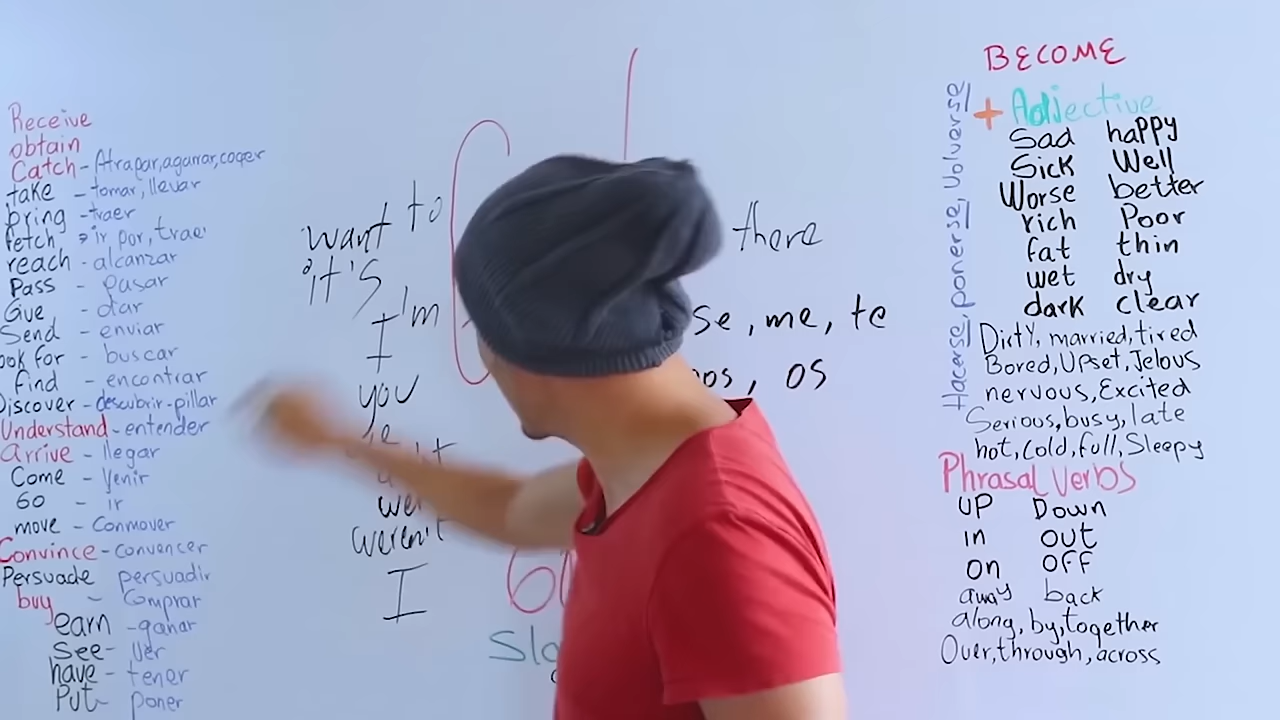 Receive
obtain
Catch - Atrapar, agarrar, coger
take - tomar, llevar
bring - traer
fetch ir por, traer
reach - alcanzar
Pass - pasar
Give - dar
Send - enviar
ook for - buscar
find - encontrar
Discover - descubrir - pillar
Understand - entender
arrive - llegar
Come - venir
GO - ir
move - Conmover
Convince - convencer
Persuade persuadir
buy - Comprar
earn - ganar
See - Ver
have - tener
Put - poner
want to
it's
I'm
I
you
weren't
I
there
se, me, te
os, os
BECOME
+ Adjective
Hacerse, ponerse, Volverse
Sad happy
Sick Well
Worse better
rich Poor
fat thin
wet dry
dark clear
Dirty, married, tired
Bored, Upset, Jelous
nervous, Excited
Serious, busy, late
hot, Cold, full, Sleepy
Phrasal Verbs
UP Down
in out
on OFF
away back
along, by, together
Over, through, across